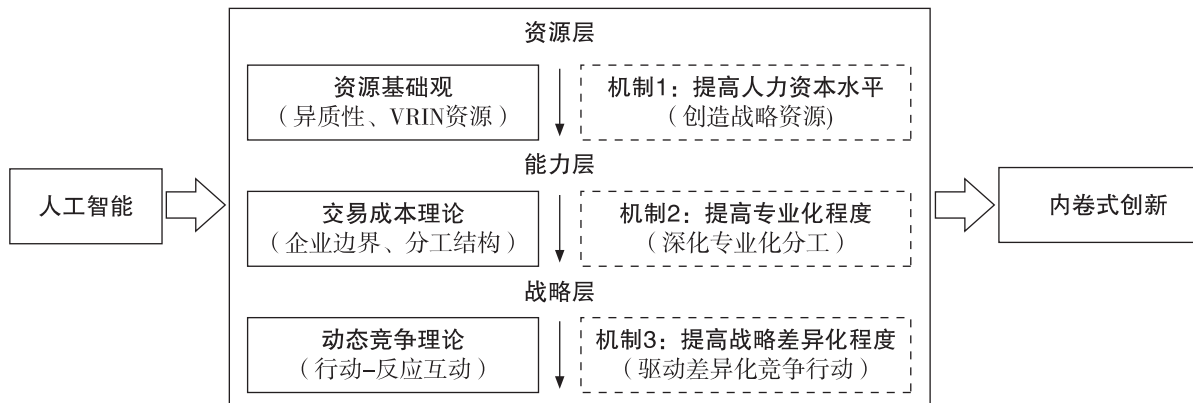 资源层
资源基础观
（异质性、VRIN资源）
机制1：提高人力资本水平
（创造战略资源)
能力层
人工智能
交易成本理论
（企业边界、分工结构）
机制2：提高专业化程度
（深化专业化分工）
内卷式创新
战略层
动态竞争理论
（行动–反应互动）
机制3：提高战略差异化程度
（驱动差异化竞争行动）